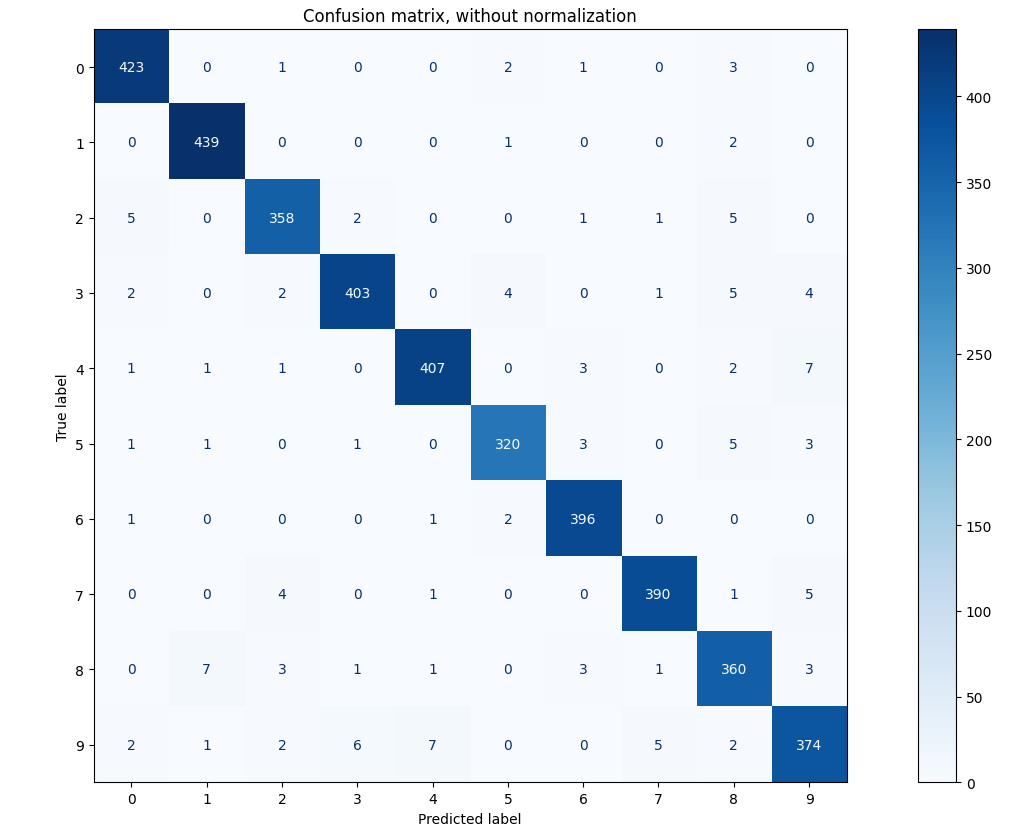 Confusion matrix, without normalization
0 423 0 1 0 0 2 1 0 3 0
1 0 439 0 0 0 1 0 0 2 0
2 5 0 358 2 0 0 1 1 5 0
3 2 0 2 403 0 4 0 1 5 4
4 1 1 1 0 407 0 3 0 2 7
5 1 1 0 1 0 320 3 0 5 3
6 1 0 0 0 1 2 396 0 0 0
7 0 0 4 0 1 0 0 390 1 5
8 0 7 3 1 1 0 3 1 360 3
9 2 1 2 6 7 0 0 5 2 374
0 1 2 3 4 5 6 7 8 9
Predicted label
True label
400
350
300
250
200
150
100
50
0